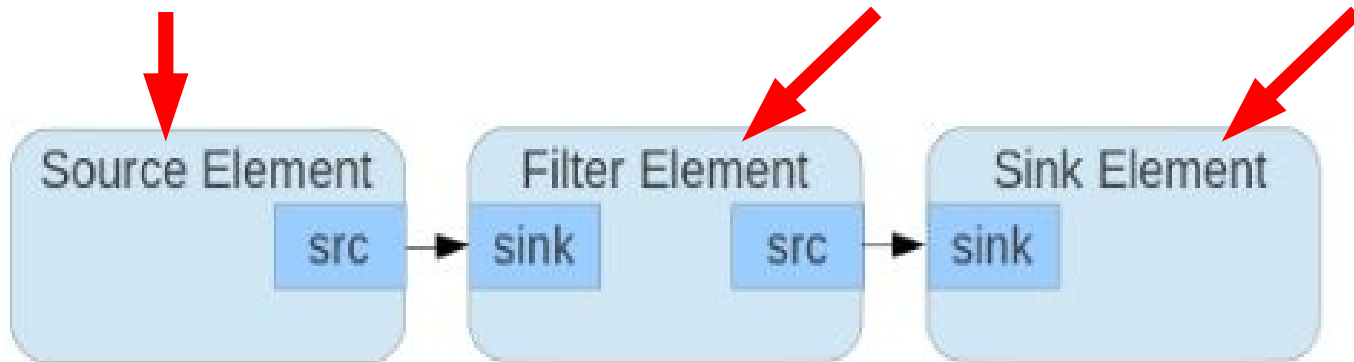 Source Element
Filter Element
Sink Element
src
sink
src
sink